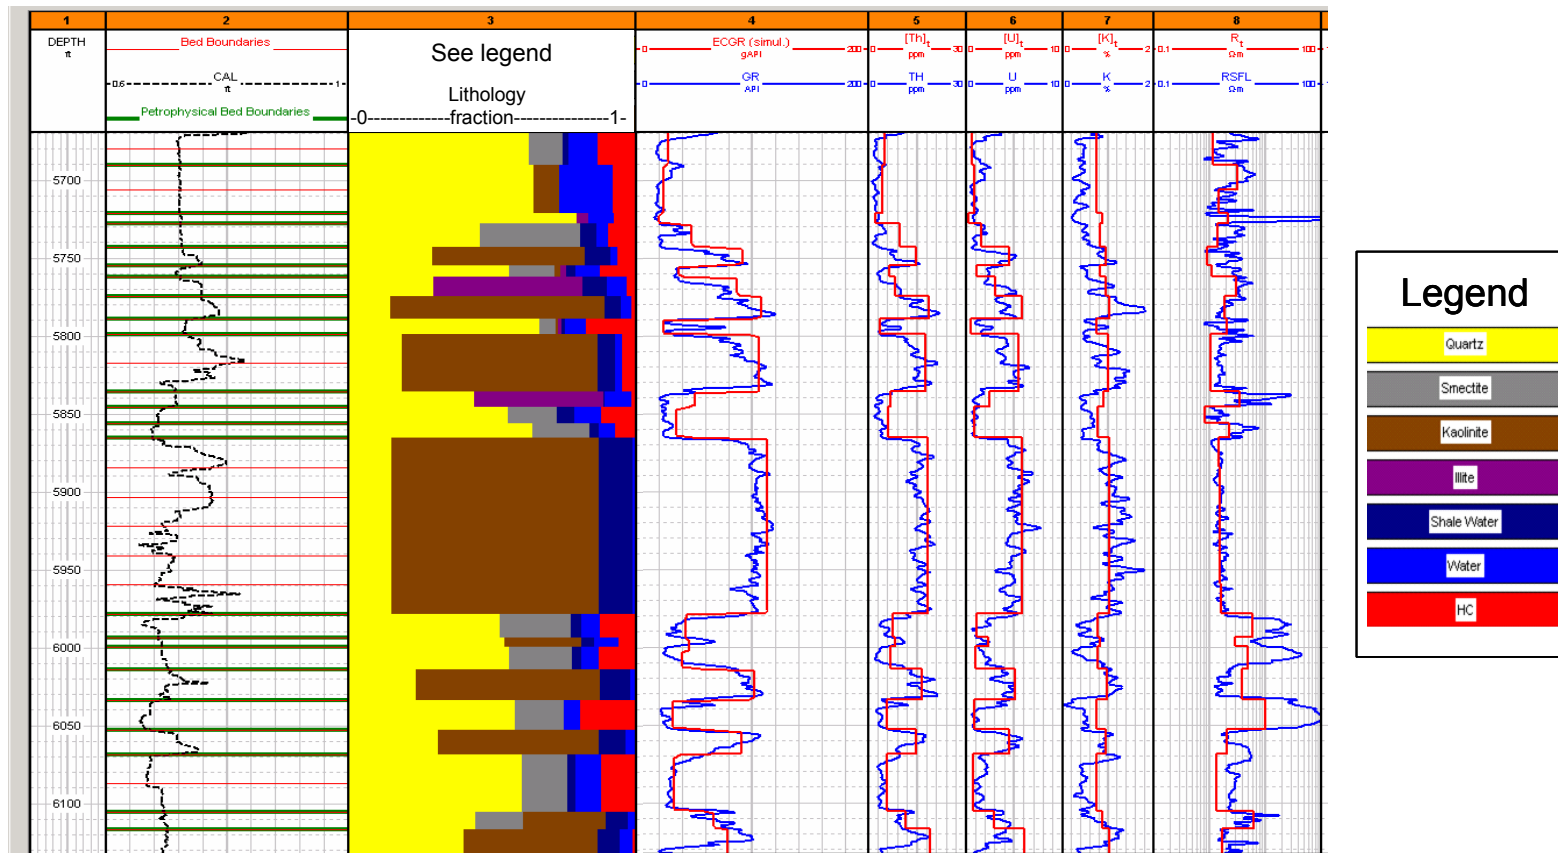 1 2 3 4 5 6 7 8
DEPTH
ft
Bed Boundaries
CAL
0.6 1
ft
Petrophysical Bed Boundaries
See legend
Lithology
-0-------------fraction---------------1-
ECGR (simul.)
0 200
gAPI
GR
0 200
API
[Th]t
0 30
ppm
TH
0 30
ppm
[U]t
0 10
ppm
U
0 10
ppm
[K]t
0 2
%
K
0 2
%
Rt
0.1 100
Ω·m
RSFL
0.1 100
Ω·m
5700
5750
5800
5850
5900
5950
6000
6050
6100
Legend
Quartz
Smectite
Kaolinite
Illite
Shale Water
Water
HC